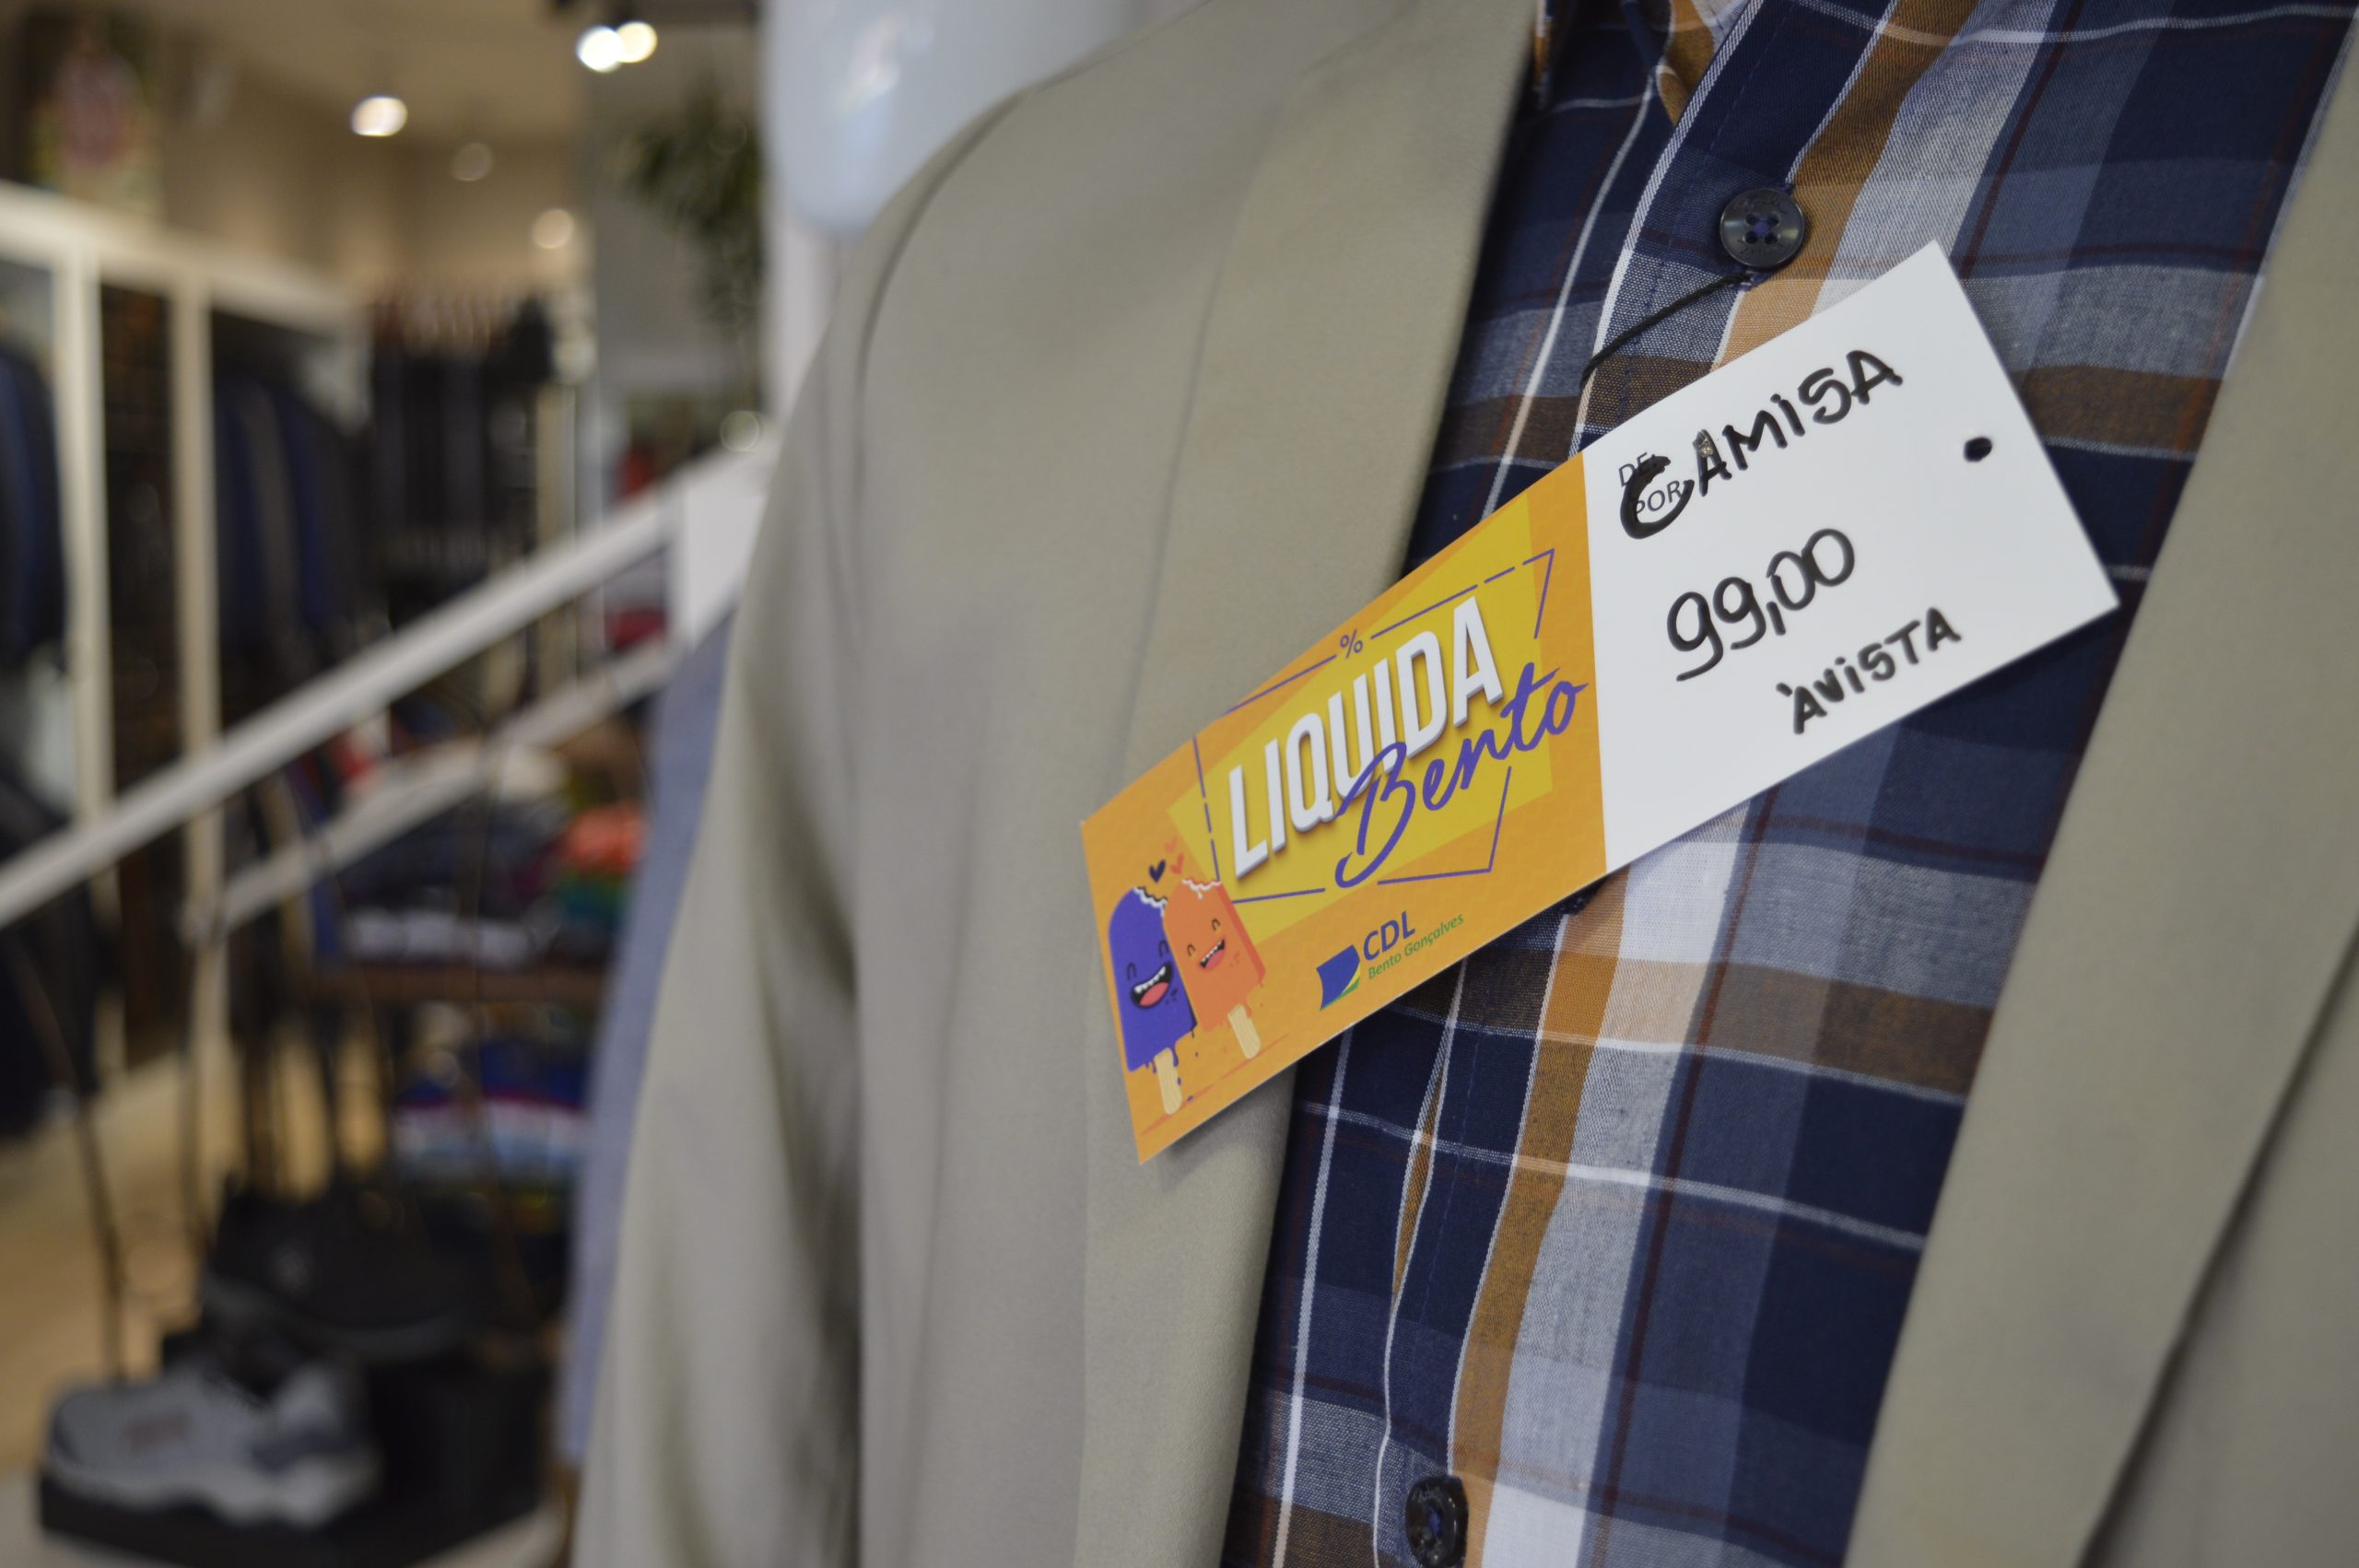 %
LIQUIDA
Bento
CDL
Bento Gonçalves
DE:
POR:
CAMISA
99,00
ÀVISTA